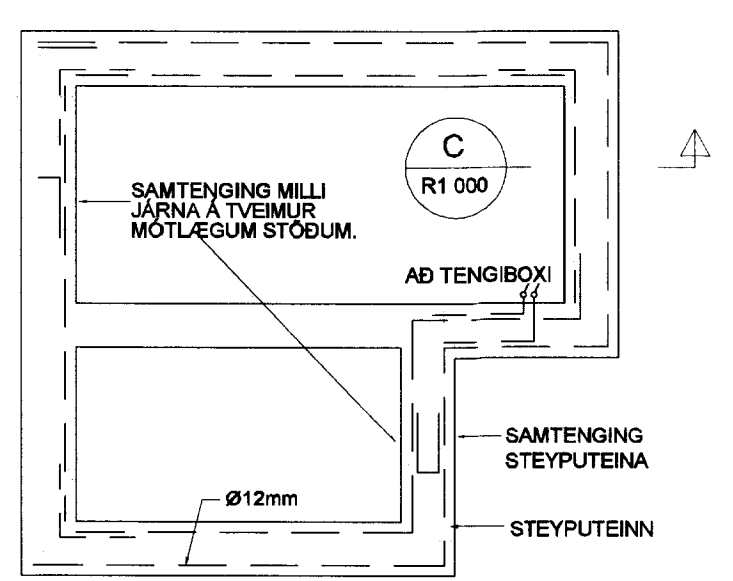 C
R1 000
SAMTENGING MILLI
JÁRNA Á TVEIMUR
MÓTLÆGUM STÖÐUM.
AÐ TENGIBOXI
SAMTENGING
STEYPUTEINA
Ø12mm
STEYPUTEINN